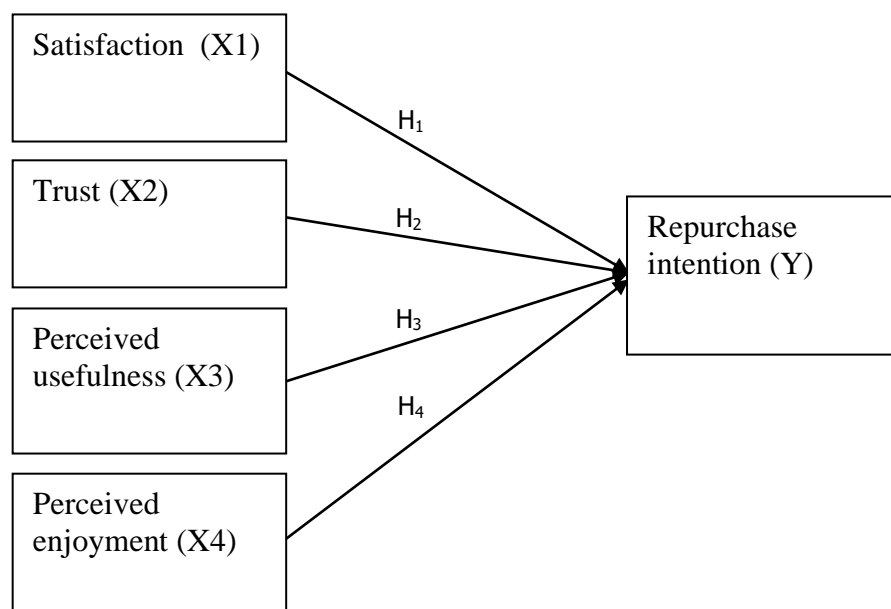 Satisfaction (X1)
H₁
Trust (X2)
H₂
Repurchase
intention (Y)
Perceived
usefulness (X3)
H₃
H₄
Perceived
enjoyment (X4)